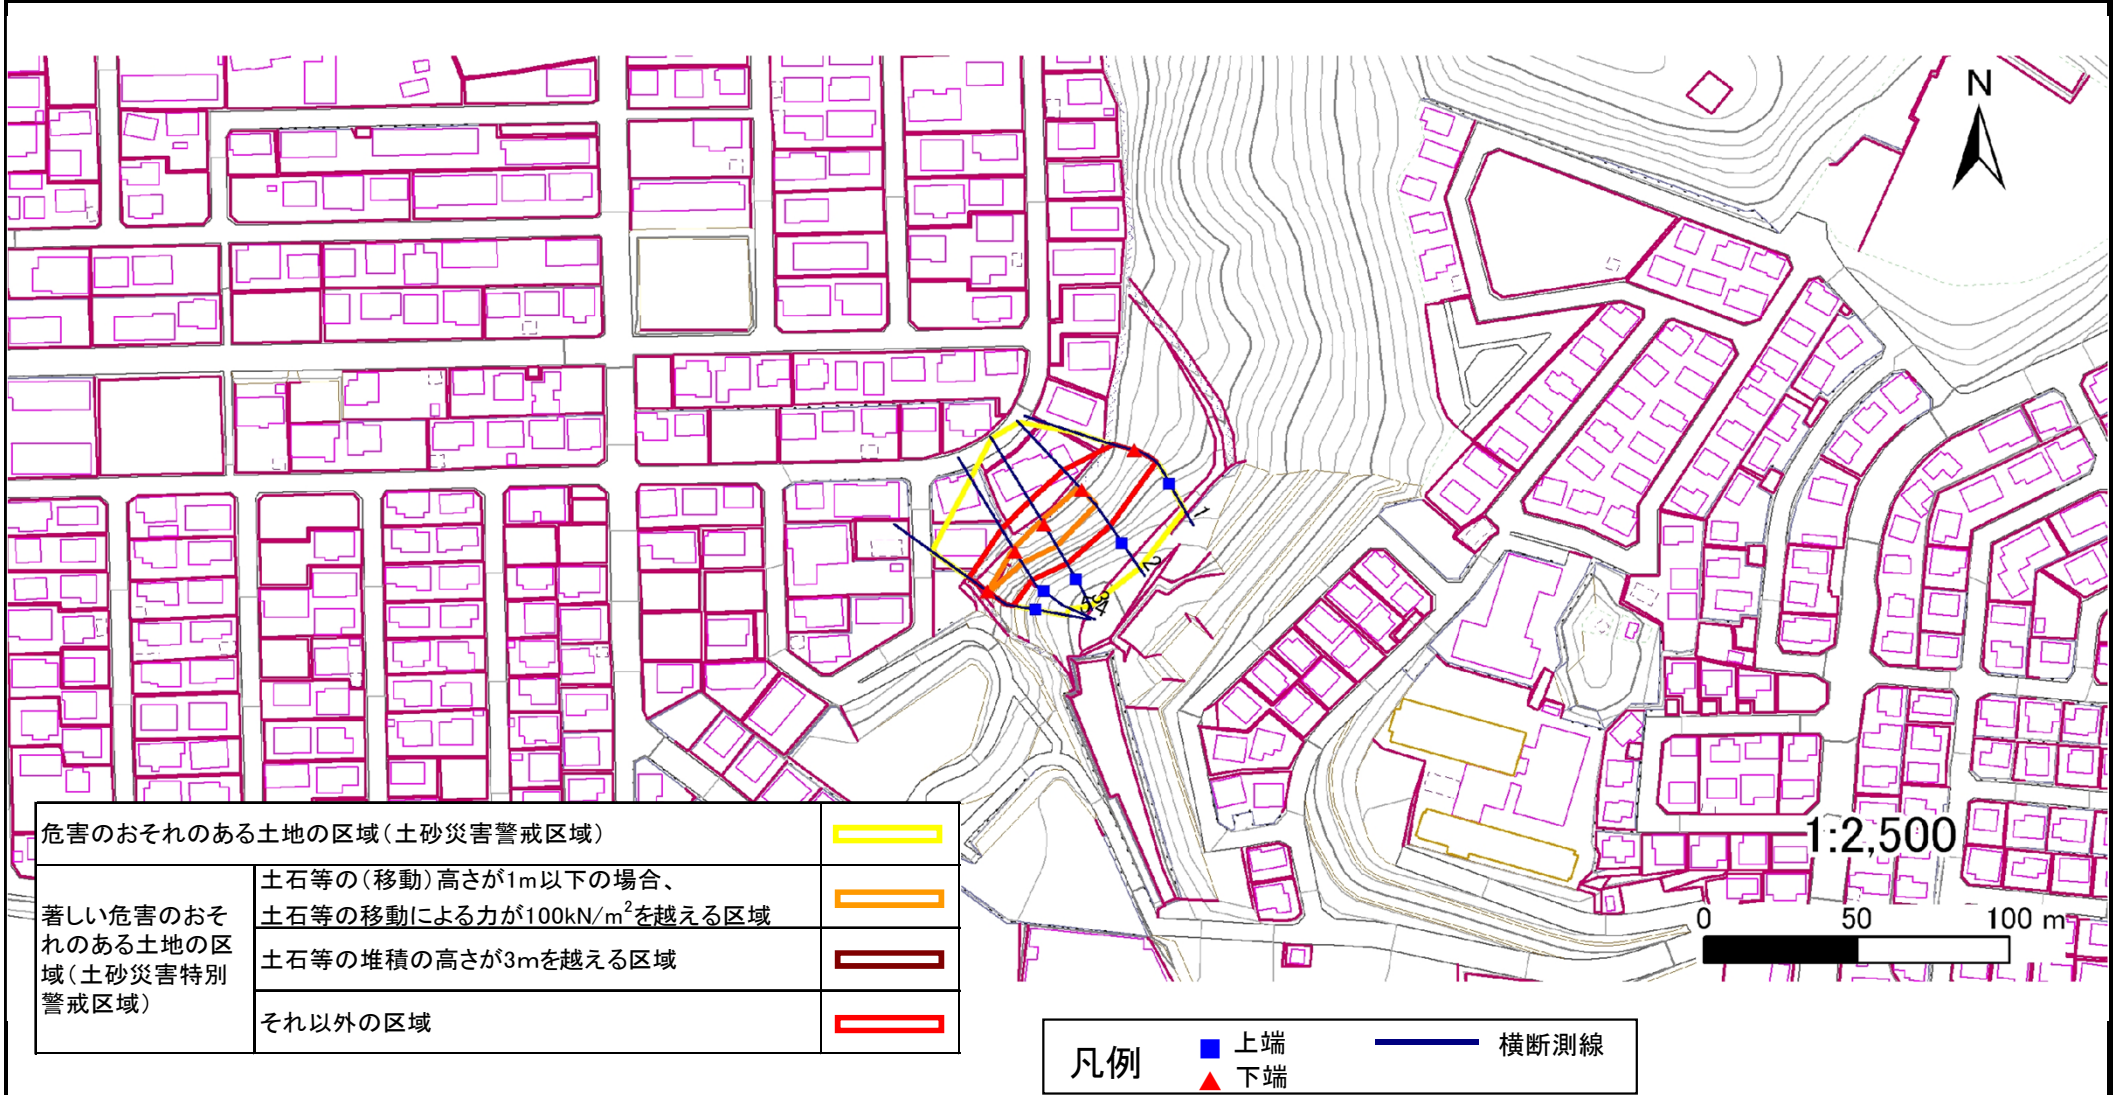 N
1
2
3
4
5
1:2,500
0 50 100 m
危害のおそれのある土地の区域(土砂災害警戒区域)
著しい危害のおそ
れのある土地の区
域(土砂災害特別
警戒区域)
土石等の(移動)高さが1m以下の場合、
土石等の移動による力が100kN/m²を越える区域
土石等の堆積の高さが3mを越える区域
それ以外の区域
凡例
上端
下端
横断測線